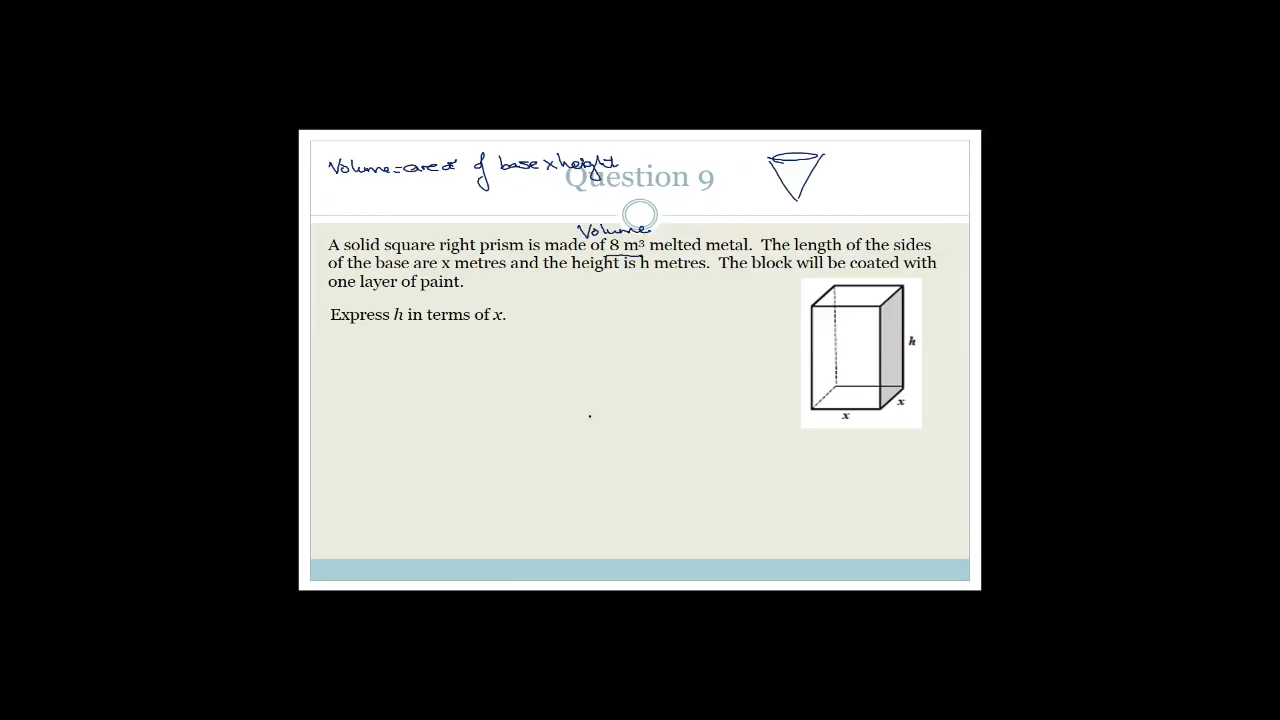 Volume = area of base x height
Question 9
Volume
A solid square right prism is made of 8 m³ melted metal. The length of the sides
of the base are x metres and the height is h metres. The block will be coated with
one layer of paint.
Express h in terms of x.
h
x
x